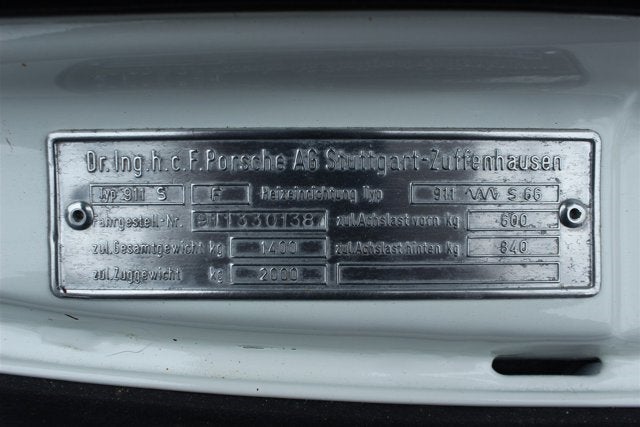 Dr. Ing. h. c. F. Porsche AG Stuttgart-Zuffenhausen
Typ 911 S F Heizeinrichtung Typ 911 S 66
Fahrgestell-Nr. 9111330138 zul. Achslast vorn kg 600
zul. Gesamtgewicht kg 1400 zul. Achslast hinten kg 840
zul. Zuggewicht kg 2000